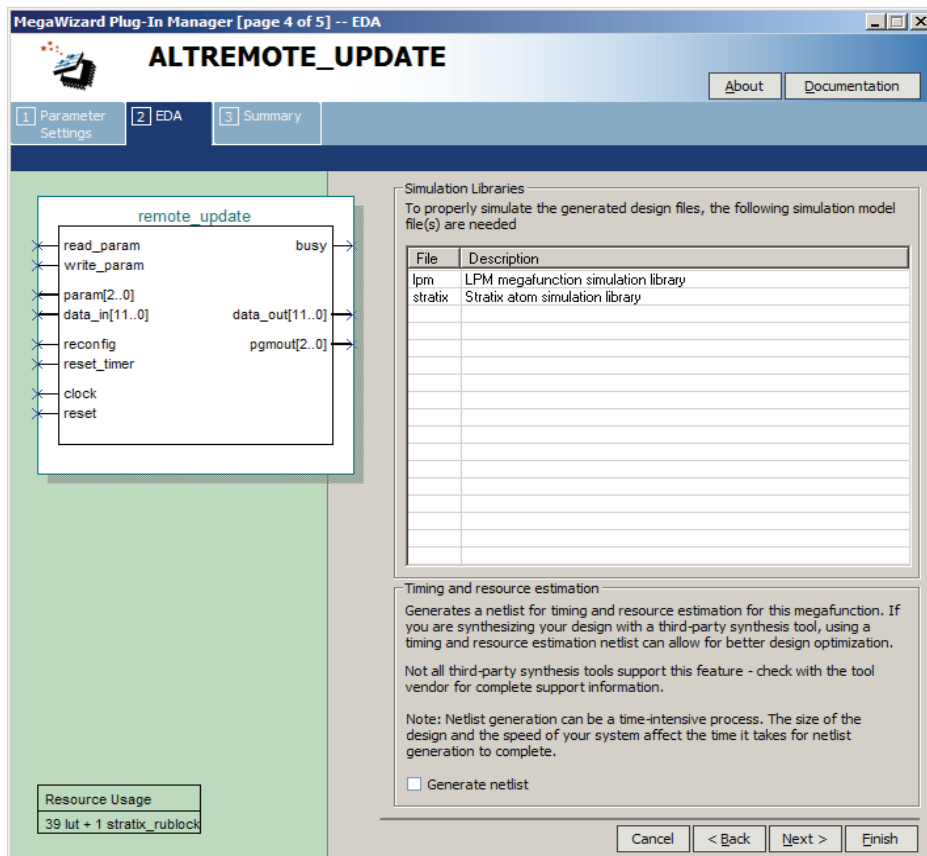 MegaWizard Plug-In Manager [page 4 of 5] -- EDA
ALTREMOTE_UPDATE
About
Documentation
1 Parameter
Settings
2 EDA
3 Summary
remote_update
read_param
busy
write_param
param[2..0]
data_in[11..0]
data_out[11..0]
reconfig
pgmout[2..0]
reset_timer
clock
reset
Resource Usage
39 lut + 1 stratix_rublock
Simulation Libraries
To properly simulate the generated design files, the following simulation model
file(s) are needed
File Description
lpm LPM megafunction simulation library
stratix Stratix atom simulation library
Timing and resource estimation
Generates a netlist for timing and resource estimation for this megafunction. If
you are synthesizing your design with a third-party synthesis tool, using a
timing and resource estimation netlist can allow for better design optimization.
Not all third-party synthesis tools support this feature - check with the tool
vendor for complete support information.
Note: Netlist generation can be a time-intensive process. The size of the
design and the speed of your system affect the time it takes for netlist
generation to complete.
Generate netlist
Cancel
< Back
Next >
Finish